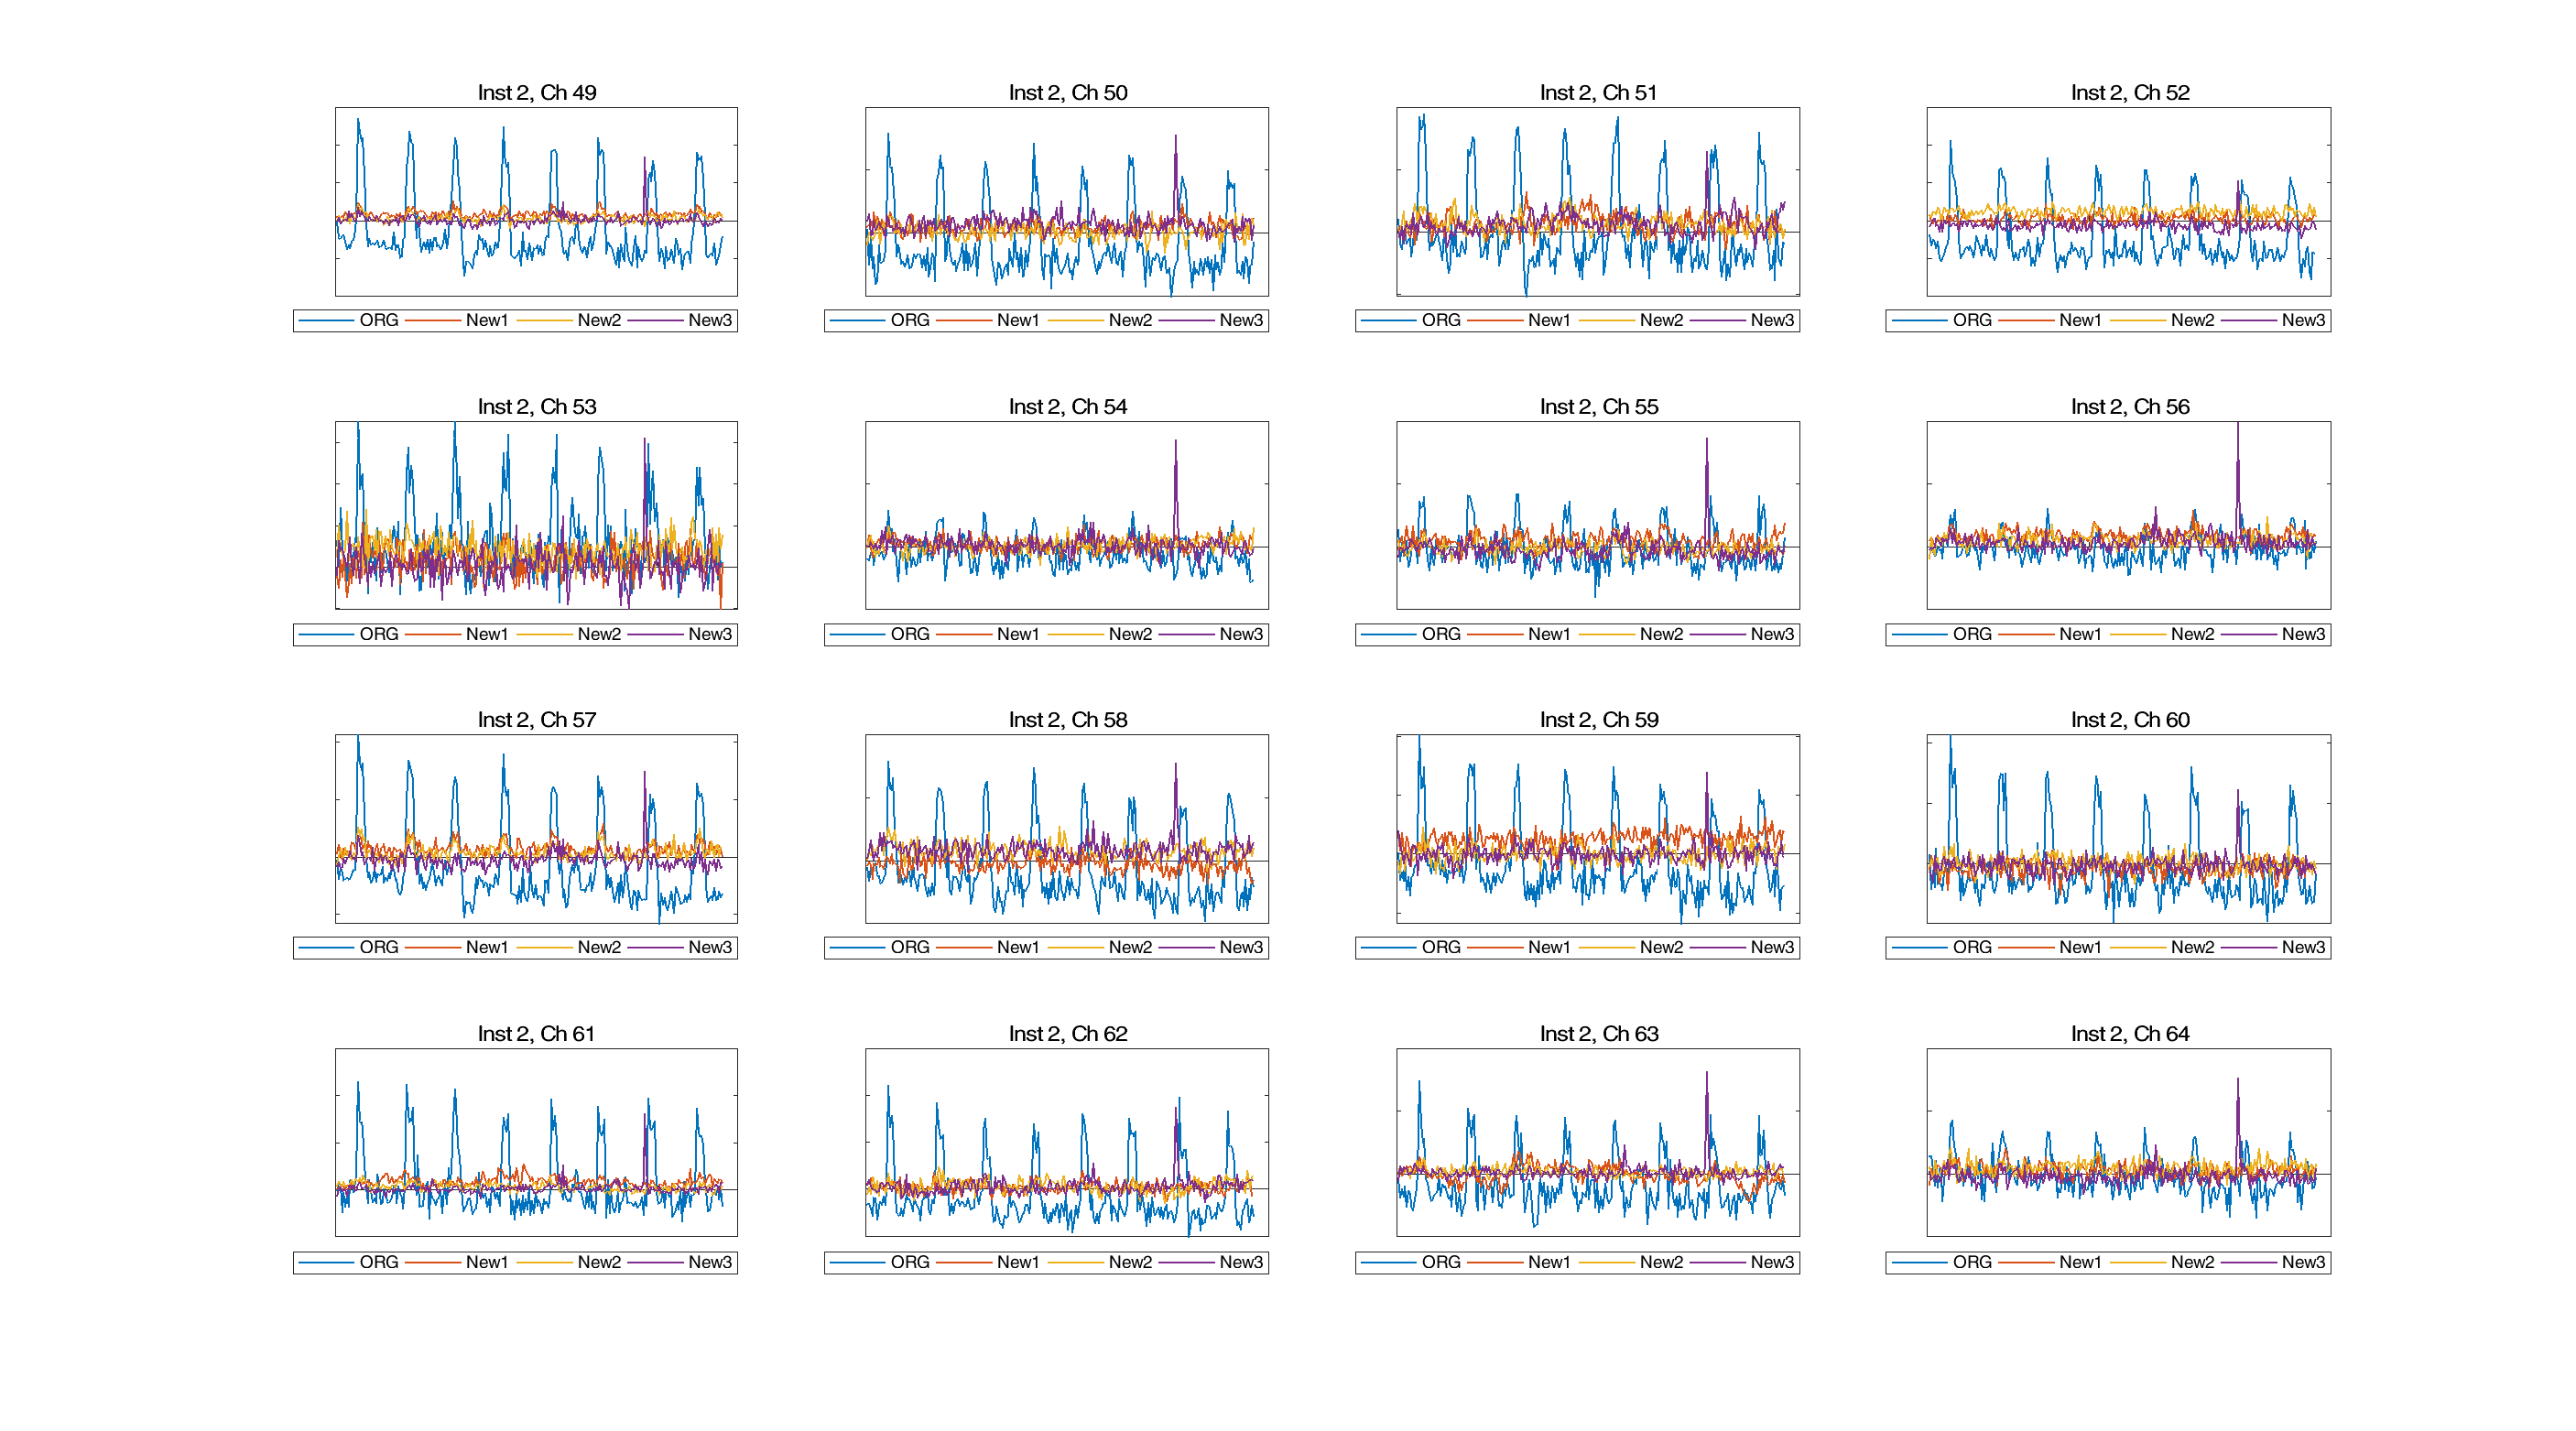 Inst 2, Ch 49
Inst 2, Ch 50
Inst 2, Ch 51
Inst 2, Ch 52
ORG New1 New2 New3
ORG New1 New2 New3
ORG New1 New2 New3
ORG New1 New2 New3
Inst 2, Ch 53
Inst 2, Ch 54
Inst 2, Ch 55
Inst 2, Ch 56
ORG New1 New2 New3
ORG New1 New2 New3
ORG New1 New2 New3
ORG New1 New2 New3
Inst 2, Ch 57
Inst 2, Ch 58
Inst 2, Ch 59
Inst 2, Ch 60
ORG New1 New2 New3
ORG New1 New2 New3
ORG New1 New2 New3
ORG New1 New2 New3
Inst 2, Ch 61
Inst 2, Ch 62
Inst 2, Ch 63
Inst 2, Ch 64
ORG New1 New2 New3
ORG New1 New2 New3
ORG New1 New2 New3
ORG New1 New2 New3